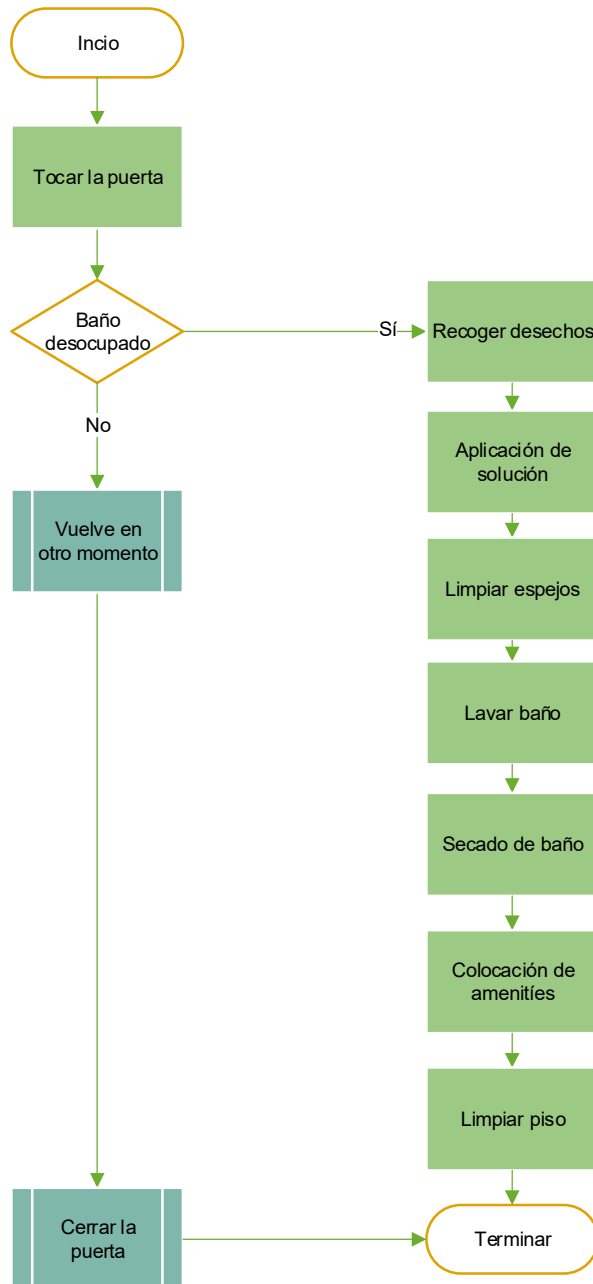 Incio
Tocar la puerta
Baño
desocupado
Sí
Recoger desechos
No
Aplicación de
solución
Vuelve en
otro momento
Limpiar espejos
Lavar baño
Secado de baño
Colocación de
amenitíes
Limpiar piso
Cerrar la
puerta
Terminar